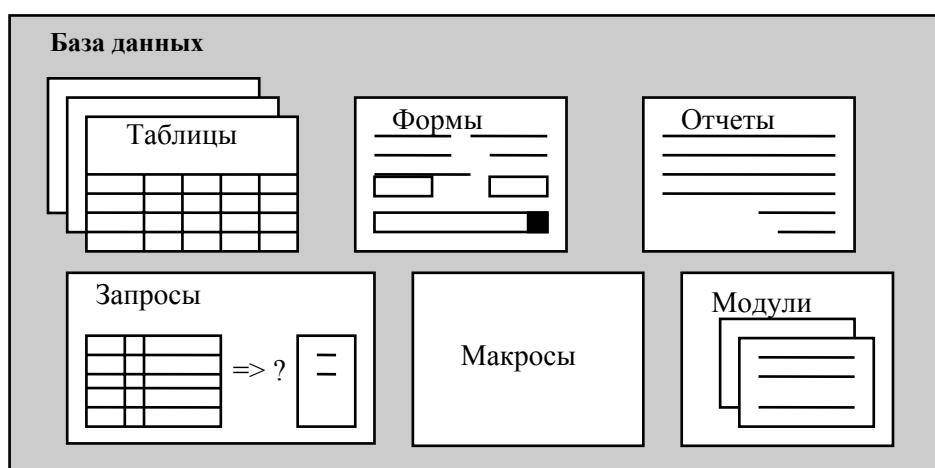 База данных
Таблицы
Формы
Отчеты
Запросы
=> ?
Макросы
Модули